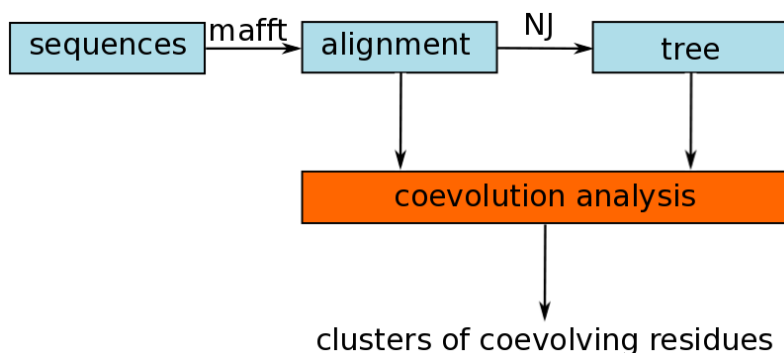 sequences
mafft
alignment
NJ
tree
coevolution analysis
clusters of coevolving residues